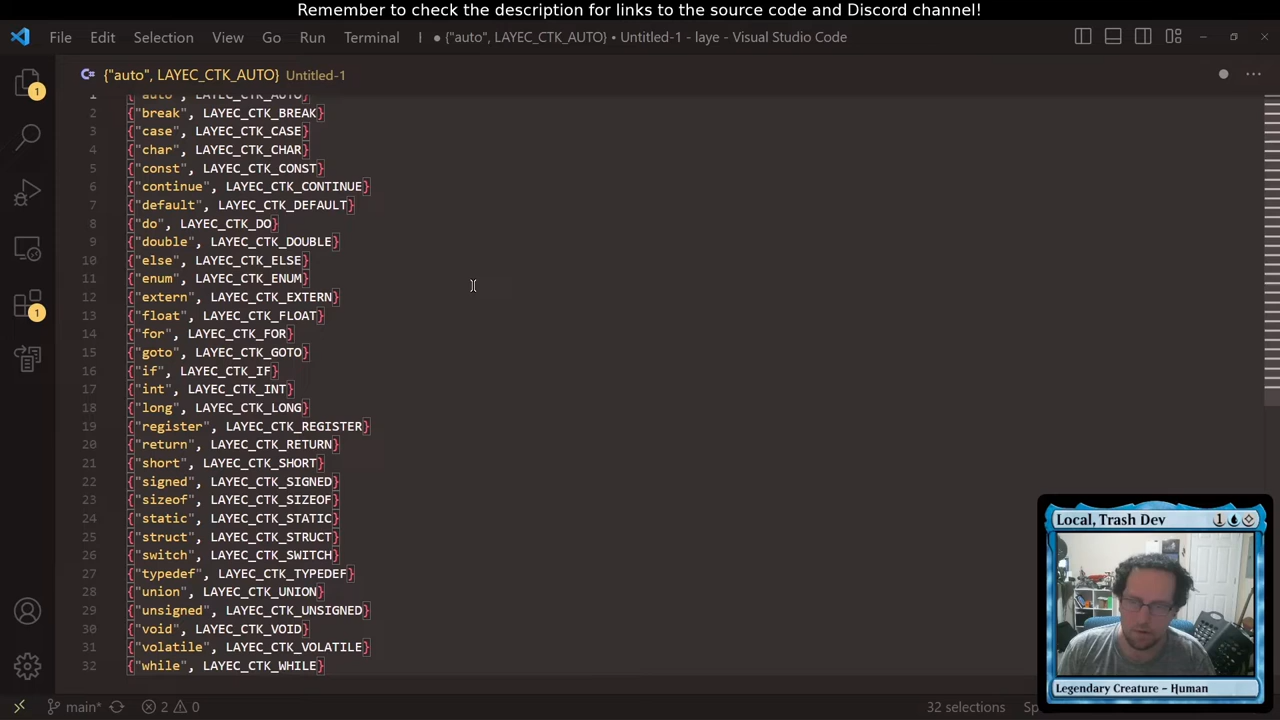 Remember to check the description for links to the source code and Discord channel!
File Edit Selection View Go Run Terminal ● {"auto", LAYEC_CTK_AUTO} • Untitled-1 - laye - Visual Studio Code
{"auto", LAYEC_CTK_AUTO} Untitled-1
1 {"auto", LAYEC_CTK_AUTO}
2 {"break", LAYEC_CTK_BREAK}
3 {"case", LAYEC_CTK_CASE}
4 {"char", LAYEC_CTK_CHAR}
5 {"const", LAYEC_CTK_CONST}
6 {"continue", LAYEC_CTK_CONTINUE}
7 {"default", LAYEC_CTK_DEFAULT}
8 {"do", LAYEC_CTK_DO}
9 {"double", LAYEC_CTK_DOUBLE}
10 {"else", LAYEC_CTK_ELSE}
11 {"enum", LAYEC_CTK_ENUM}
12 {"extern", LAYEC_CTK_EXTERN}
13 {"float", LAYEC_CTK_FLOAT}
14 {"for", LAYEC_CTK_FOR}
15 {"goto", LAYEC_CTK_GOTO}
16 {"if", LAYEC_CTK_IF}
17 {"int", LAYEC_CTK_INT}
18 {"long", LAYEC_CTK_LONG}
19 {"register", LAYEC_CTK_REGISTER}
20 {"return", LAYEC_CTK_RETURN}
21 {"short", LAYEC_CTK_SHORT}
22 {"signed", LAYEC_CTK_SIGNED}
23 {"sizeof", LAYEC_CTK_SIZEOF}
24 {"static", LAYEC_CTK_STATIC}
25 {"struct", LAYEC_CTK_STRUCT}
26 {"switch", LAYEC_CTK_SWITCH}
27 {"typedef", LAYEC_CTK_TYPEDEF}
28 {"union", LAYEC_CTK_UNION}
29 {"unsigned", LAYEC_CTK_UNSIGNED}
30 {"void", LAYEC_CTK_VOID}
31 {"volatile", LAYEC_CTK_VOLATILE}
32 {"while", LAYEC_CTK_WHILE}
1
1
Local, Trash Dev 1
Legendary Creature - Human
main* 2 0 32 selections